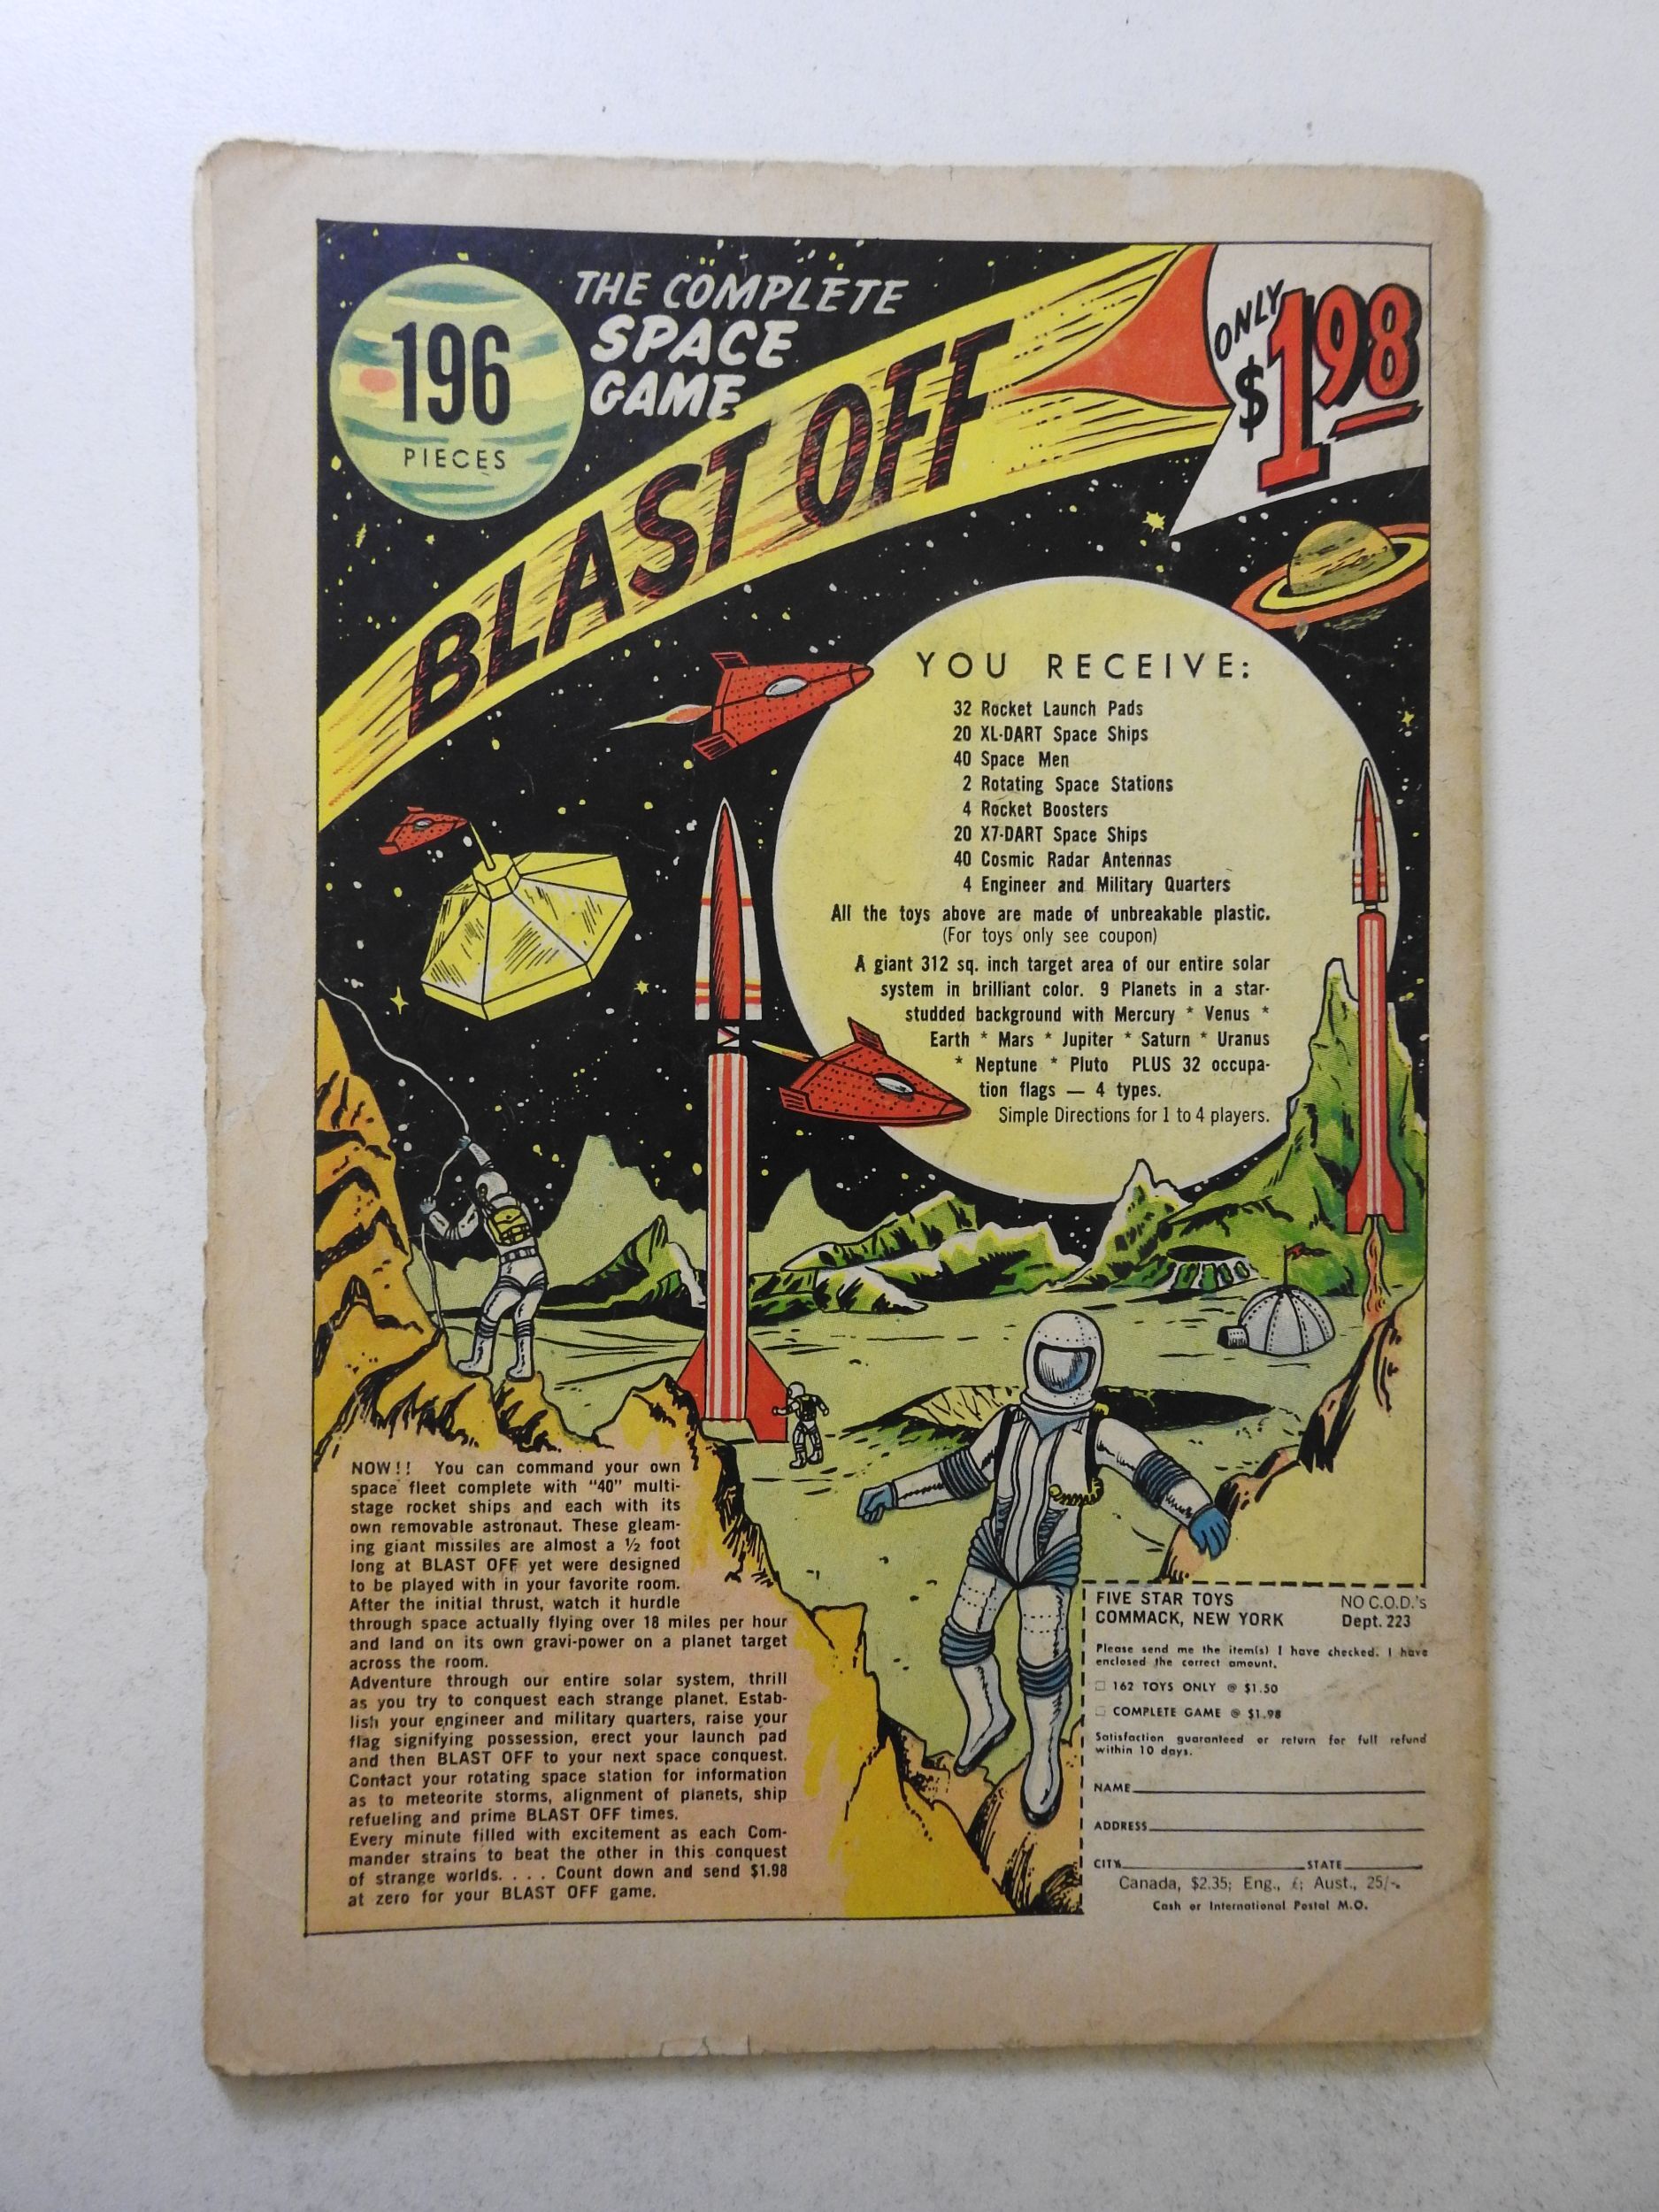 196
PIECES
THE COMPLETE
SPACE
GAME
BLAST OFF
ONLY
$198
YOU RECEIVE:
32 Rocket Launch Pads
20 XL-DART Space Ships
40 Space Men
2 Rotating Space Stations
4 Rocket Boosters
20 X7-DART Space Ships
40 Cosmic Radar Antennas
4 Engineer and Military Quarters
All the toys above are made of unbreakable plastic.
(For toys only see coupon)
A giant 312 sq. inch target area of our entire solar
system in brilliant color. 9 Planets in a star-
studded background with Mercury * Venus *
Earth * Mars * Jupiter * Saturn * Uranus
* Neptune * Pluto PLUS 32 occupa-
tion flags — 4 types.
Simple Directions for 1 to 4 players.
NOW!! You can command your own
space fleet complete with "40" multi-
stage rocket ships and each with its
own removable astronaut. These gleam-
ing giant missiles are almost a ½ foot
long at BLAST OFF yet were designed
to be played with in your favorite room.
After the initial thrust, watch it hurdle
through space actually flying over 18 miles per hour
and land on its own gravi-power on a planet target
across the room.
Adventure through our entire solar system, thrill
as you try to conquest each strange planet. Estab-
lish your engineer and military quarters, raise your
flag signifying possession, erect your launch pad
and then BLAST OFF to your next space conquest.
Contact your rotating space station for information
as to meteorite storms, alignment of planets, ship
refueling and prime BLAST OFF times.
Every minute filled with excitement as each Com-
mander strains to beat the other in this conquest
of strange worlds. . . . Count down and send $1.98
at zero for your BLAST OFF game.
FIVE STAR TOYS NO C.O.D.'s
COMMACK, NEW YORK Dept. 223
Please send me the item(s) I have checked. I have
enclosed the correct amount.
□ 162 TOYS ONLY @ $1.50
□ COMPLETE GAME @ $1.98
Satisfaction guaranteed or return for full refund
within 10 days.
NAME
ADDRESS
CITY STATE
Canada, $2.35; Eng., £; Aust., 25/-.
Cash or International Postal M.O.